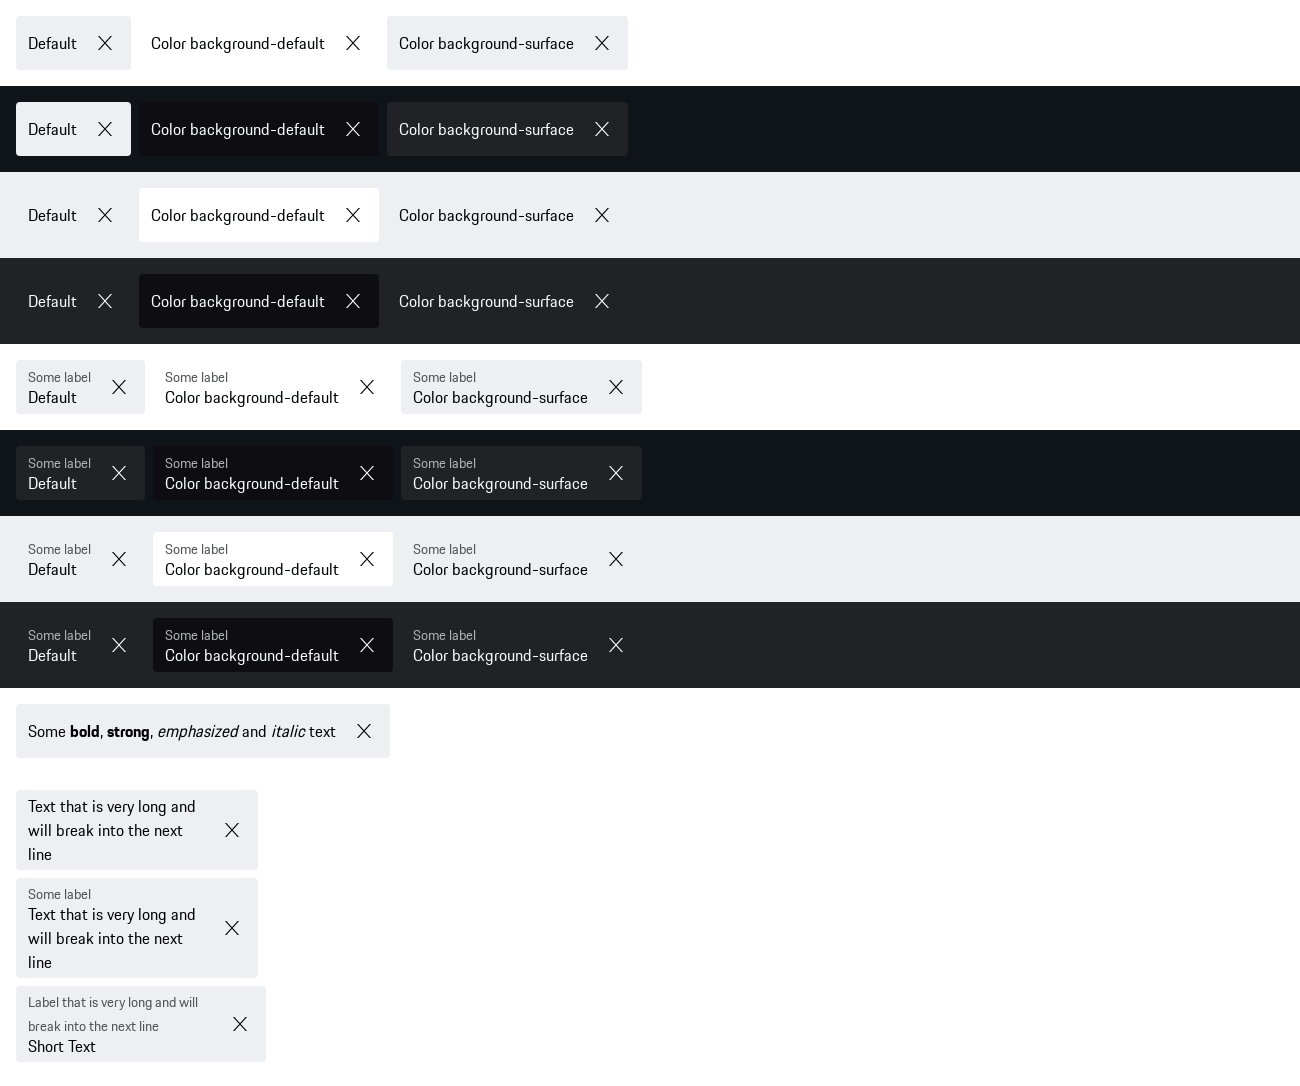 Default Color background-default Color background-surface
Default Color background-default Color background-surface
Default Color background-default Color background-surface
Default Color background-default Color background-surface
Some label Some label Some label
Default Color background-default Color background-surface
Some label Some label Some label
Default Color background-default Color background-surface
Some label Some label Some label
Default Color background-default Color background-surface
Some label Some label Some label
Default Color background-default Color background-surface
Some bold, strong, emphasized and italic text
Text that is very long and
will break into the next
line
Some label
Text that is very long and
will break into the next
line
Label that is very long and will
break into the next line
Short Text